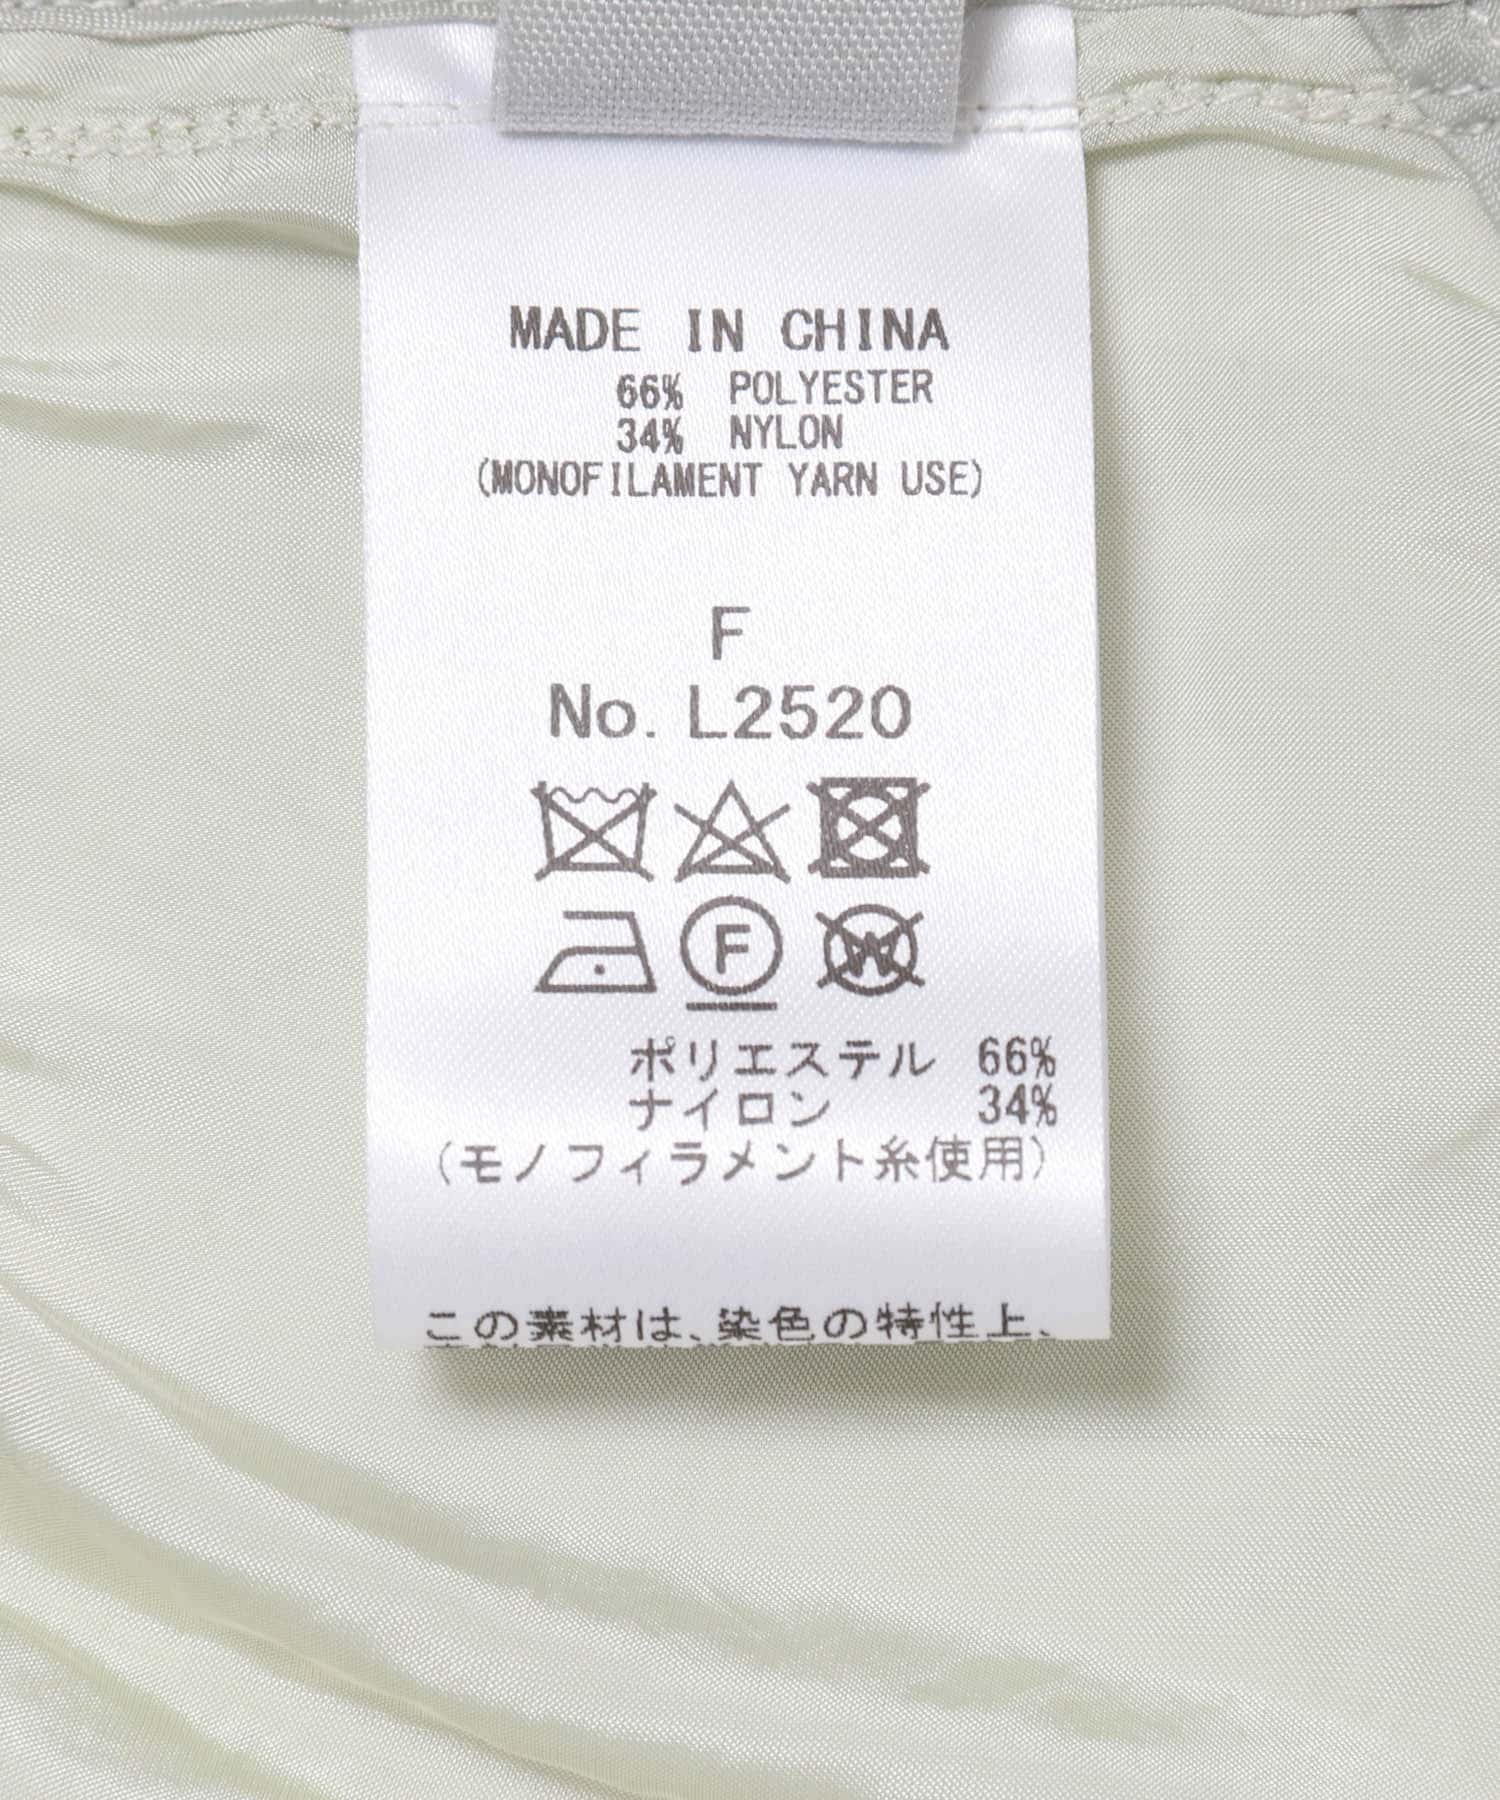 MADE IN CHINA
66% POLYESTER
34% NYLON
(MONOFILAMENT YARN USE)
F
No. L2520
F
W
ポリエステル 66%
ナイロン 34%
(モノフィラメント糸使用)
この素材は、染色の特性上、